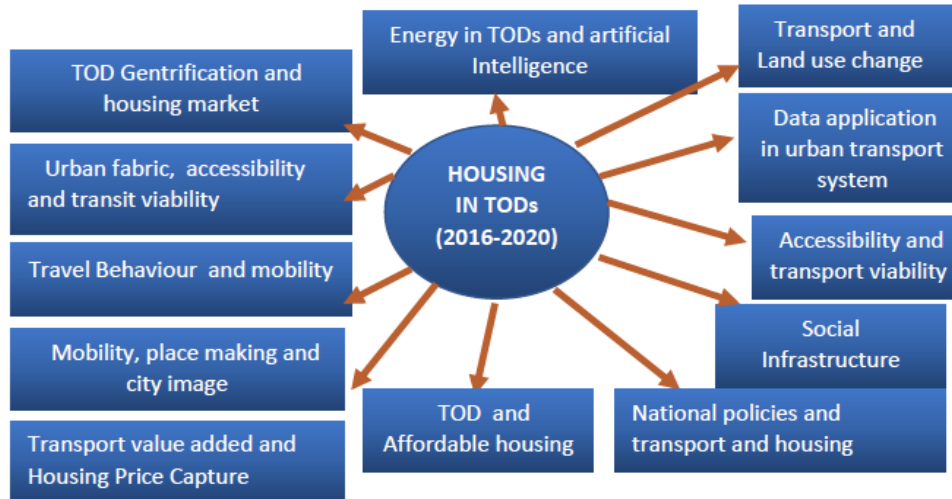 Energy in TODs and artificial
Intelligence
Transport and
Land use change
TOD Gentrification and
housing market
Data application
in urban transport
system
Urban fabric, accessibility
and transit viability
HOUSING
IN TODs
(2016-2020)
Travel Behaviour and mobility
Accessibility and
transport viability
Mobility, place making and
city image
Social
Infrastructure
Transport value added and
Housing Price Capture
TOD and
Affordable housing
National policies and
transport and housing